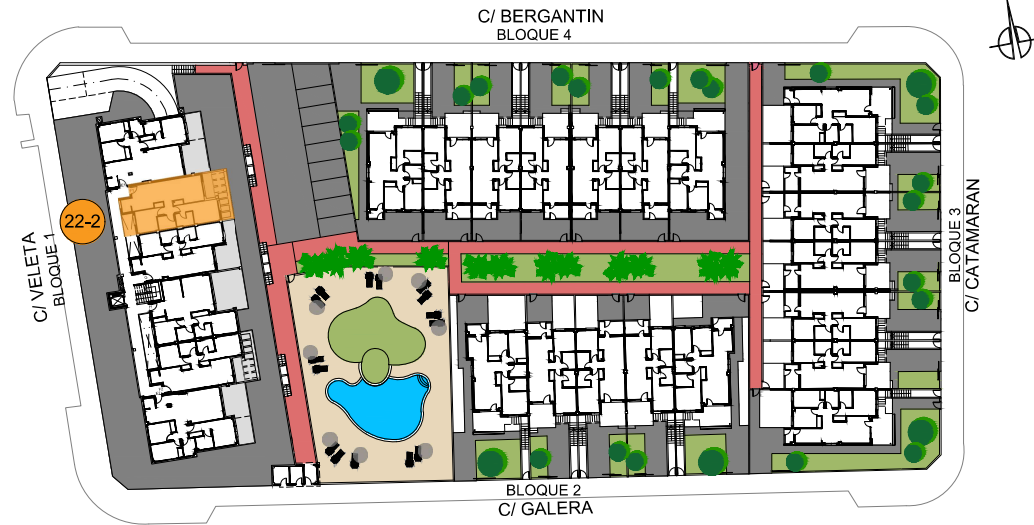 C/ BERGANTIN
BLOQUE 4
22-2
C/ VELETA
BLOQUE 1
BLOQUE 3
C/ CATAMARAN
BLOQUE 2
C/ GALERA